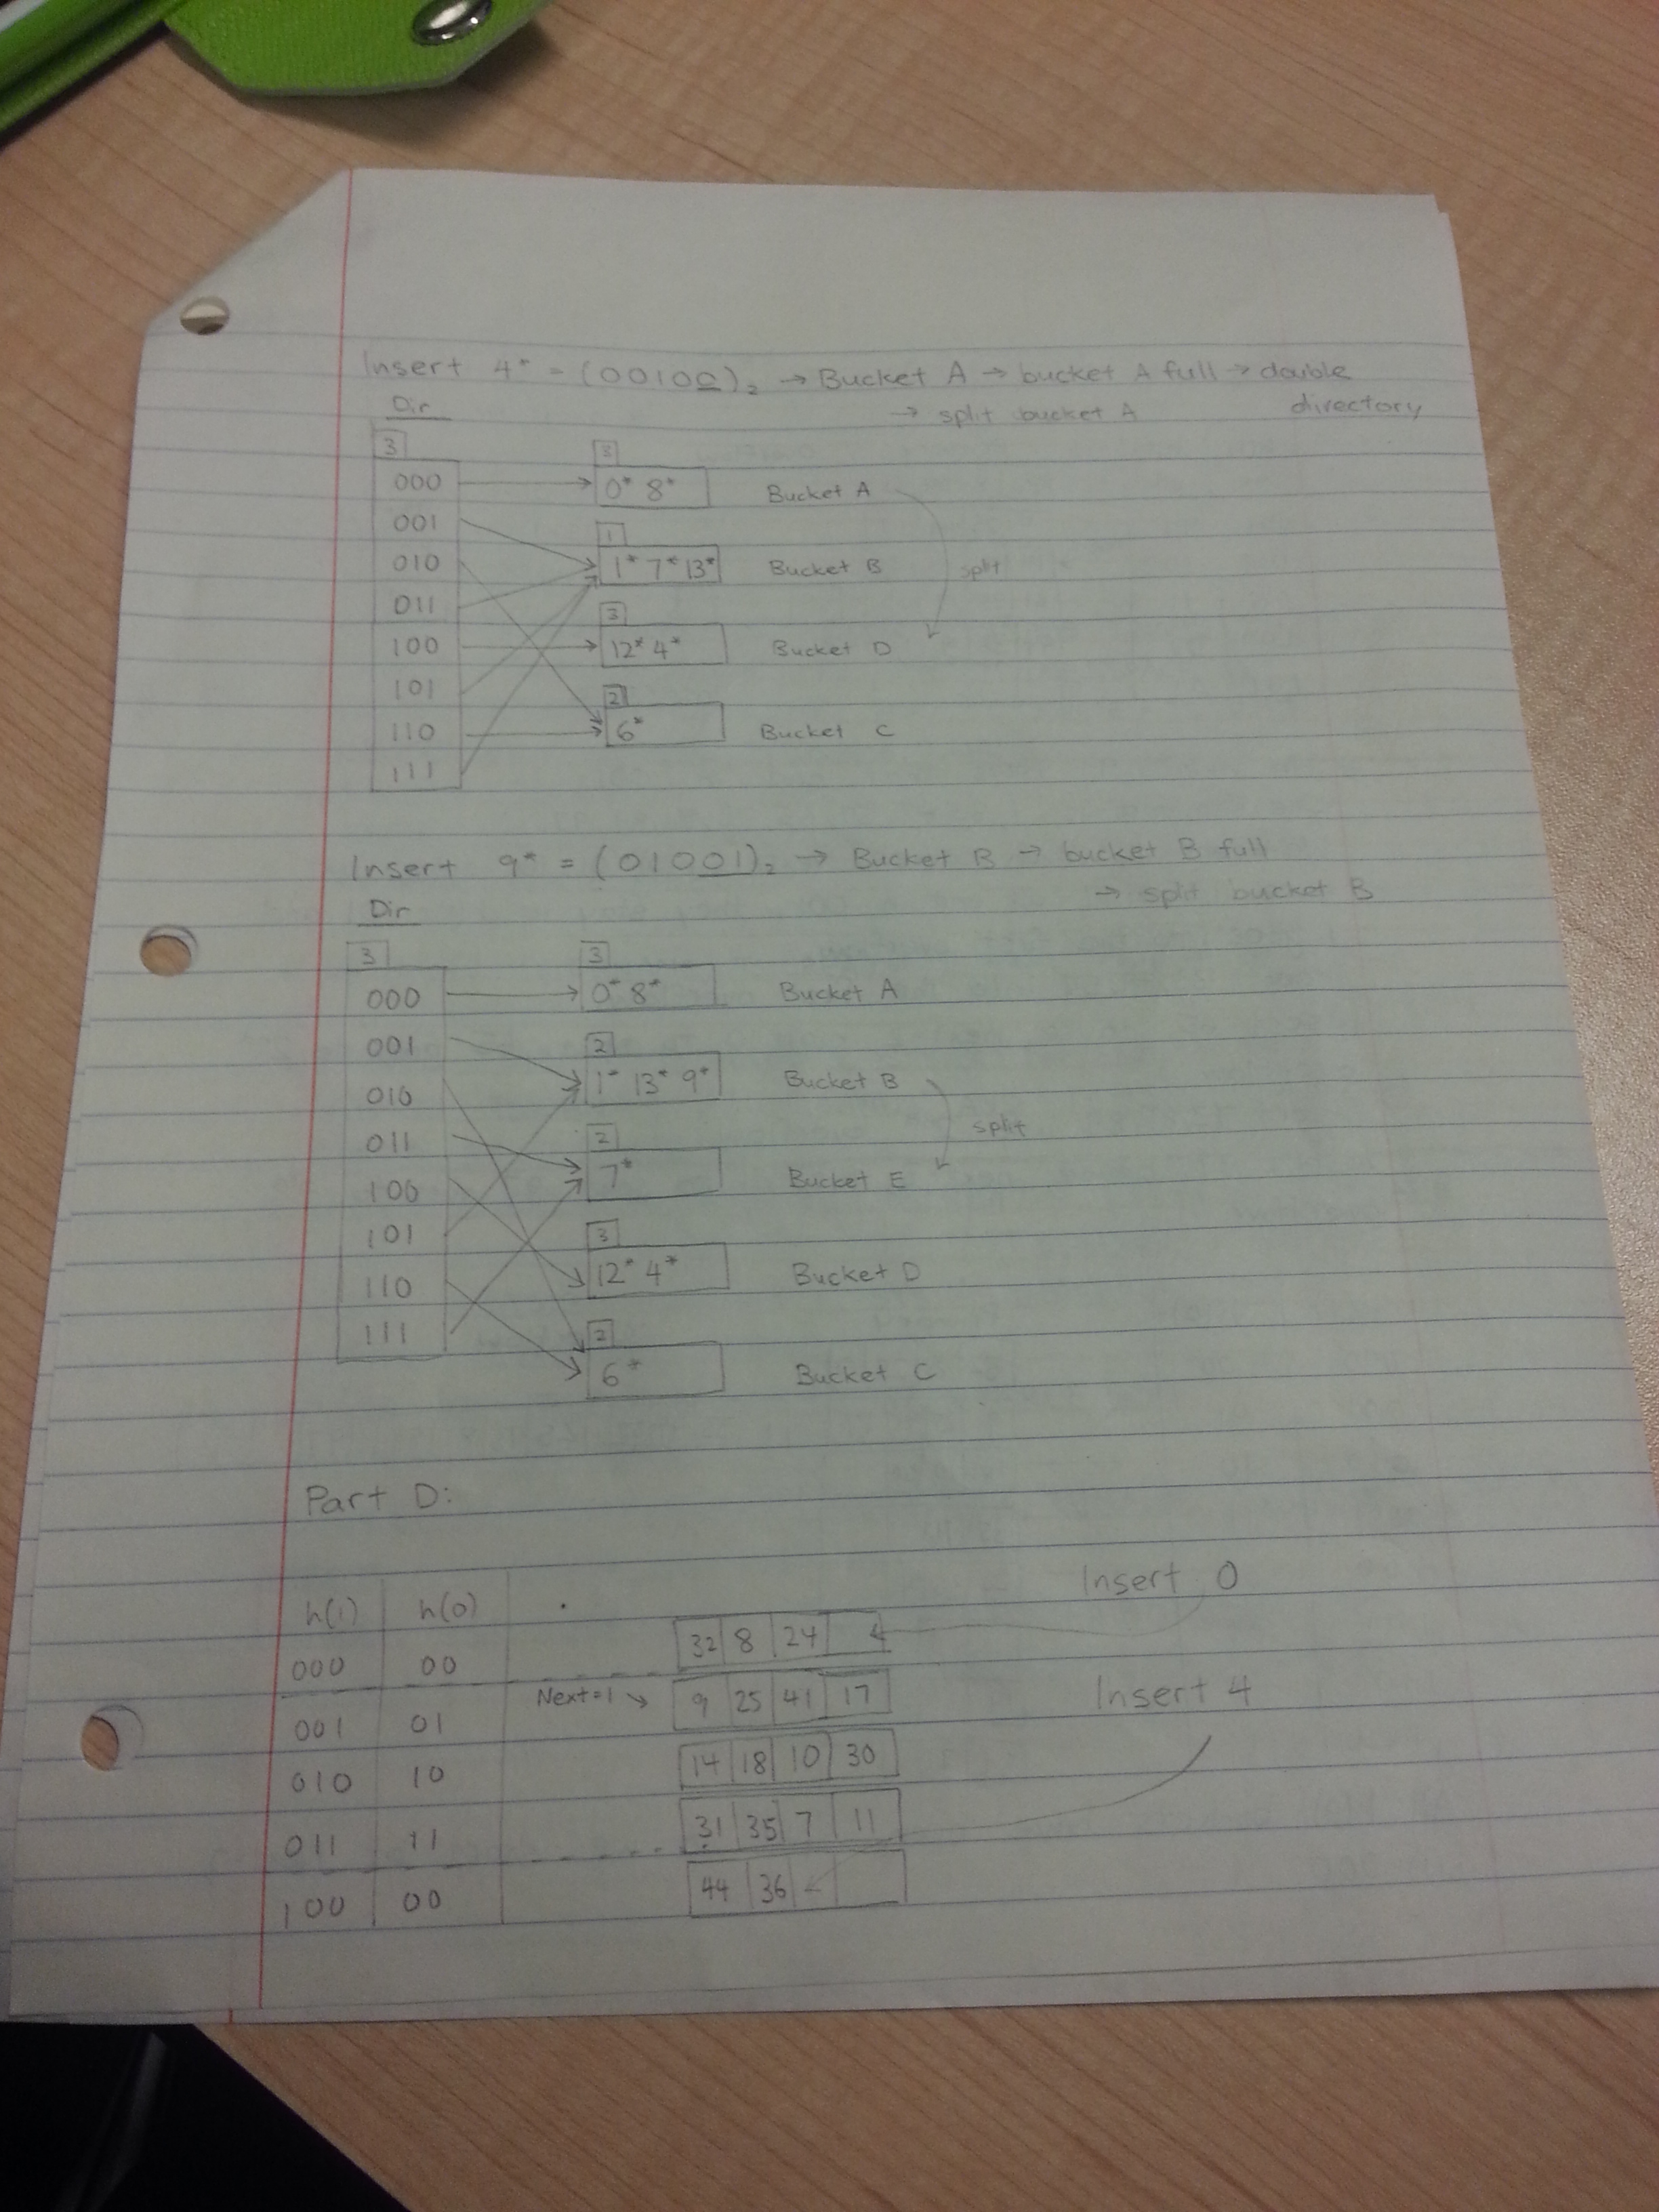 Insert 4* = (00100)₂ → Bucket A → bucket A full → double
→ split bucket A directory
Dir
3
000
001
010
011
100
101
110
111
3
0* 8* Bucket A
1
1* 7* 13* Bucket B
split
3
12* 4* Bucket D
2
6* Bucket C
Insert 9* = (01001)₂ → Bucket B → bucket B full
→ split bucket B
Dir
3
000
001
010
011
100
101
110
111
3
0* 8* Bucket A
2
1* 13* 9* Bucket B
split
2
7* Bucket E
3
12* 4* Bucket D
2
6* Bucket C
Part D:
Insert 0
h(1) h(0)
000 00 32 8 24
Next=1 → 9 25 41 17 Insert 4
001 01
010 10 14 18 10 30
011 11 31 35 7 11
100 00 44 36